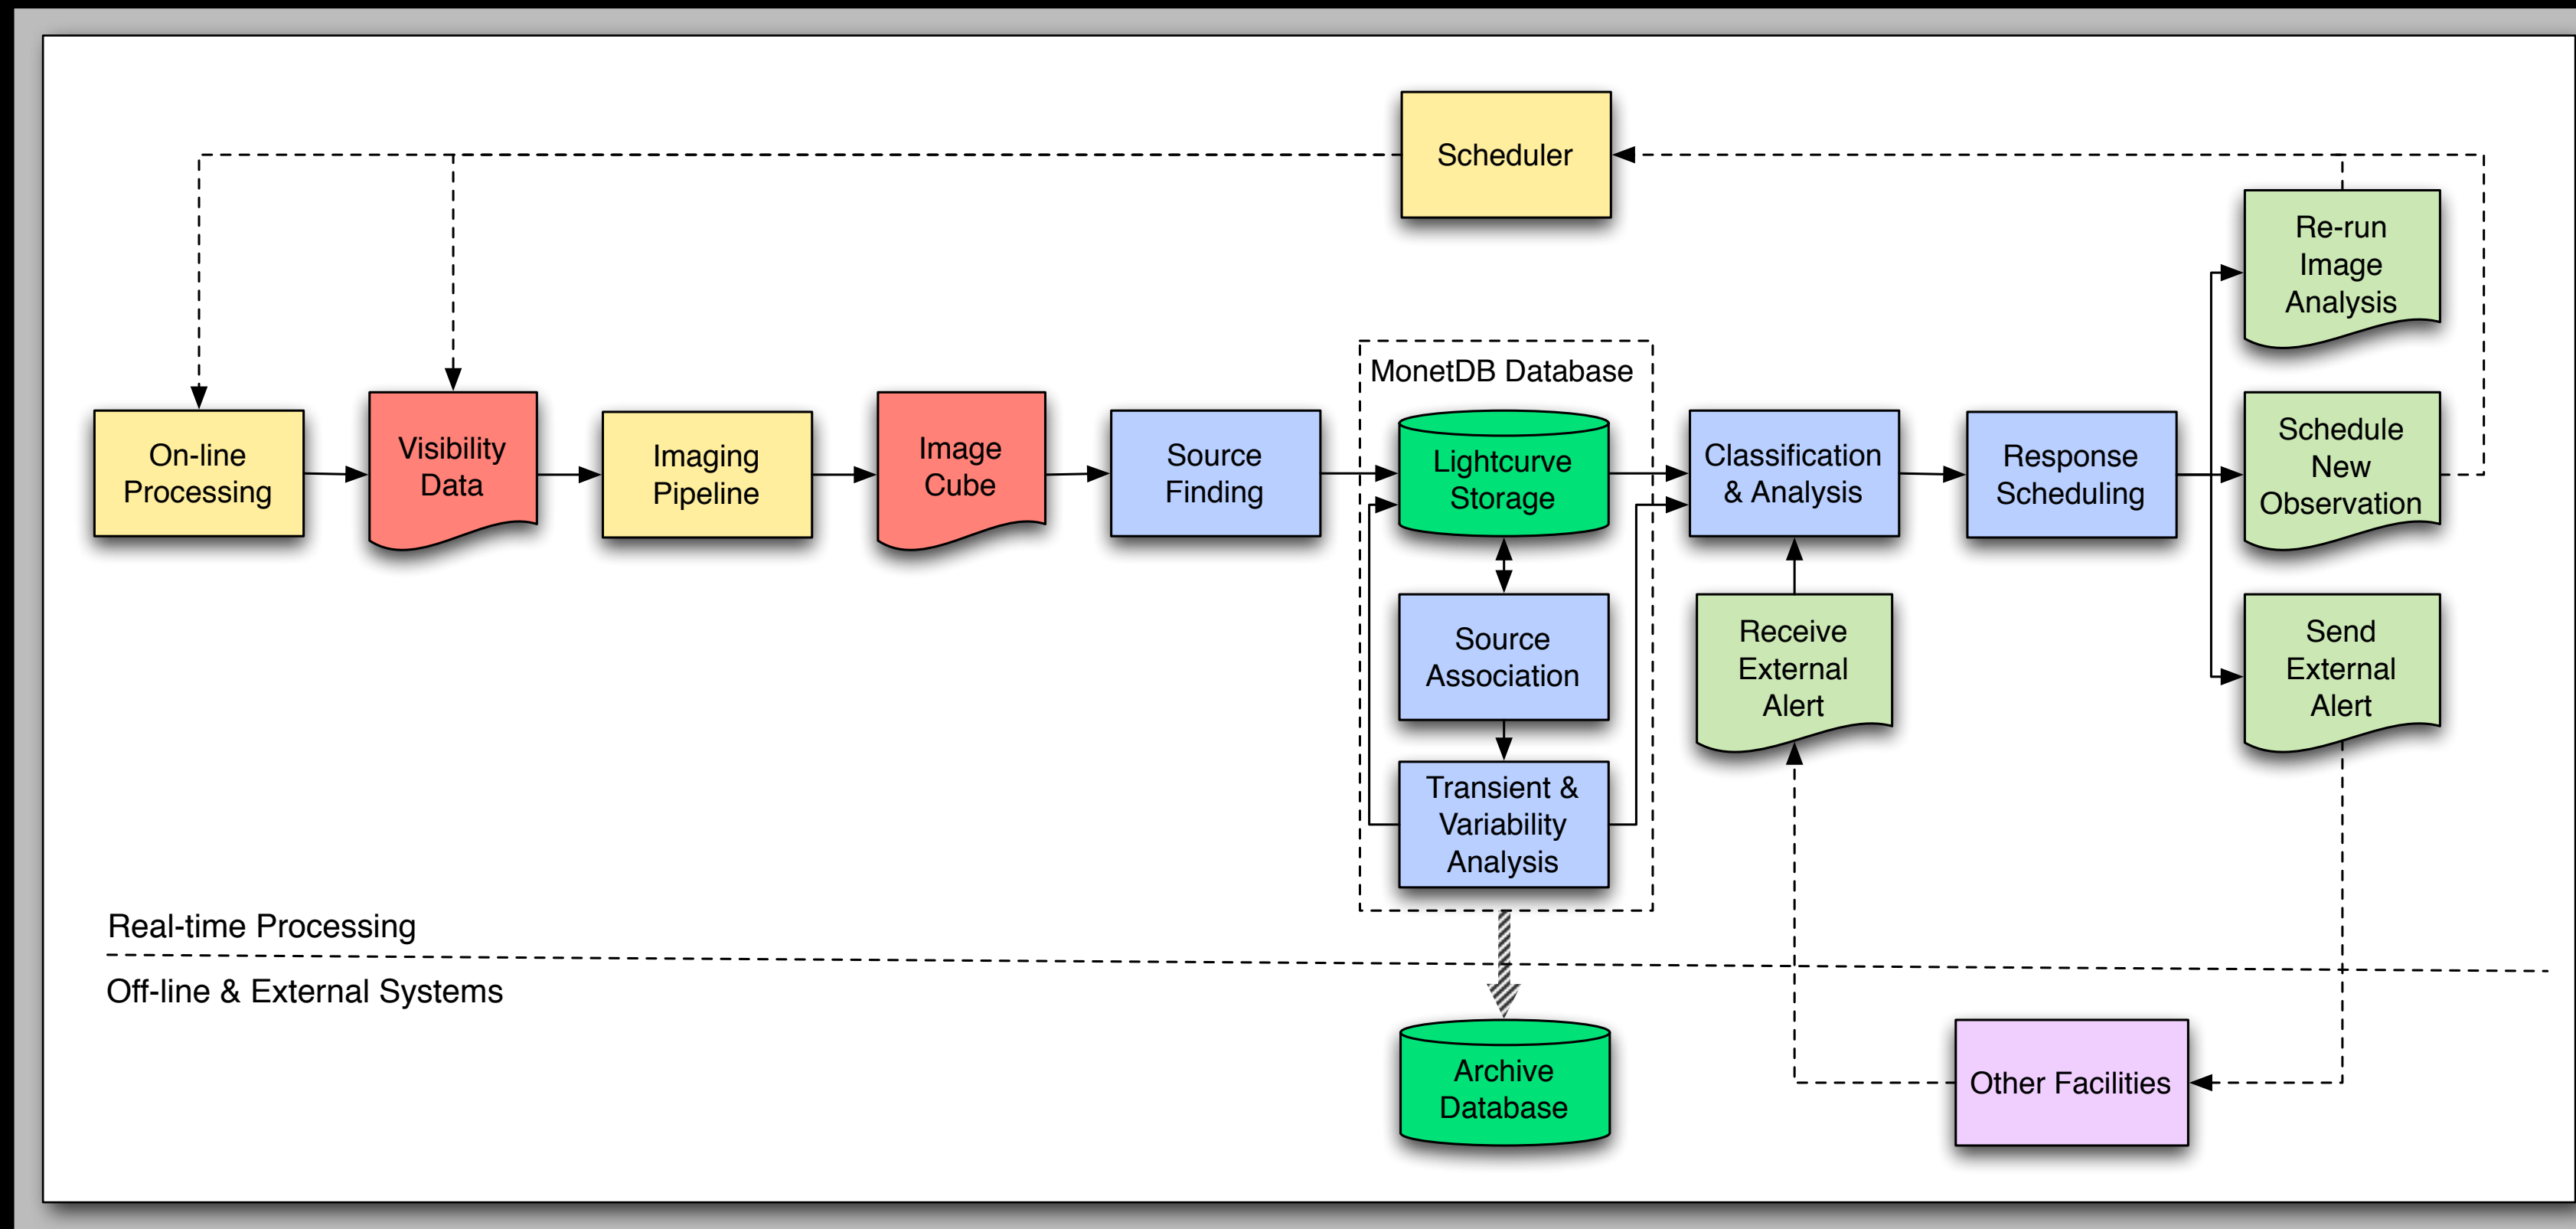 Scheduler
Re-run
Image
Analysis
MonetDB Database
On-line
Processing
Visibility
Data
Imaging
Pipeline
Image
Cube
Source
Finding
Lightcurve
Storage
Classification
& Analysis
Response
Scheduling
Schedule
New
Observation
Source
Association
Receive
External
Alert
Send
External
Alert
Transient &
Variability
Analysis
Real-time Processing
Off-line & External Systems
Archive
Database
Other Facilities